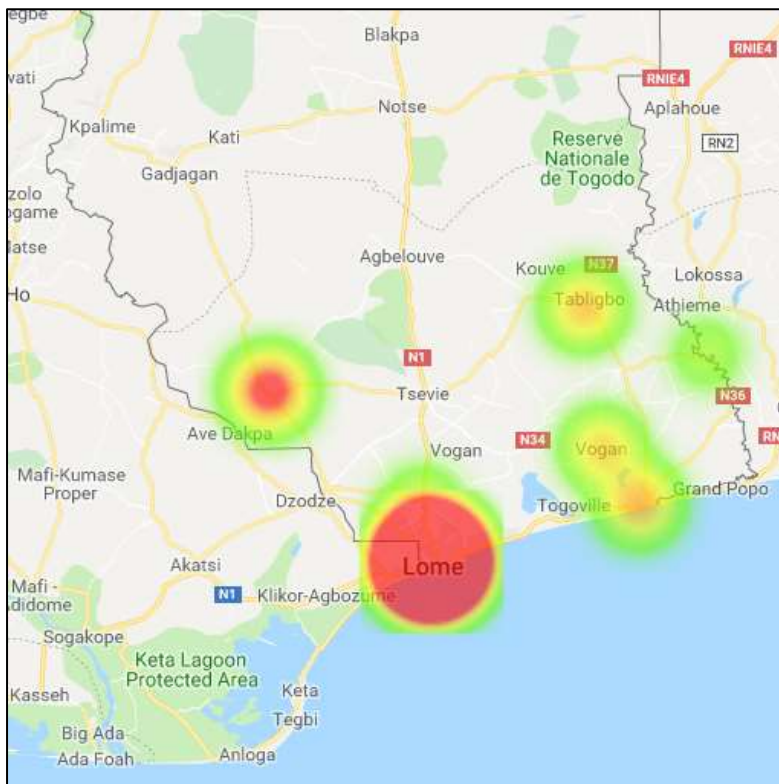 Blakpa
RNIE4
RNIE4
Notse
Aplahoue
Kpalime
Kati
RN2
Reserve
Nationale
de Togodo
Gadjagan
Agbelouve
Kouve
N37
Lokossa
Ho
Tabligbo
Athieme
N1
Tsevie
N36
Ave Dakpa
Vogan
N34
Vogan
Mafi-Kumase
Proper
Dzodze
Togoville
Grand Popo
Akatsi
Lome
Mafi -
N1
Klikor-Agbozume
Sogakope
Keta Lagoon
Protected Area
Kasseh
Keta
Tegbi
Big Ada
Ada Foah
Anloga